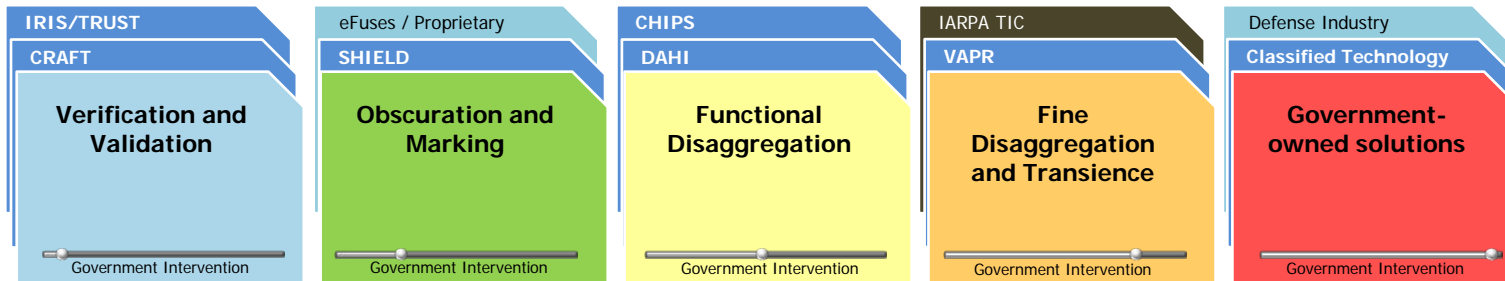 IRIS/TRUST
CRAFT
Verification and
Validation
Government Intervention
eFuses / Proprietary
SHIELD
Obscuration and
Marking
Government Intervention
CHIPS
DAHI
Functional
Disaggregation
Government Intervention
IARPA TIC
VAPR
Fine
Disaggregation
and Transience
Government Intervention
Defense Industry
Classified Technology
Government-
owned solutions
Government Intervention